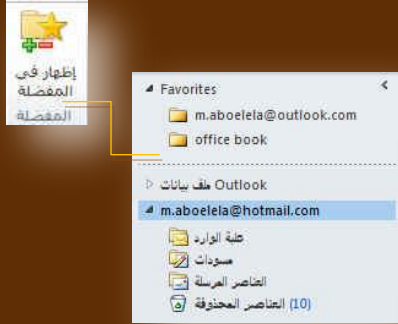 إظهار في
المفضلة
المفضلة
Favorites
m.aboelela@outlook.com
office book
ملف بيانات Outlook
m.aboelela@hotmail.com
علبة الوارد
مسودات
العناصر المرسلة
العناصر المحذوفة (10)